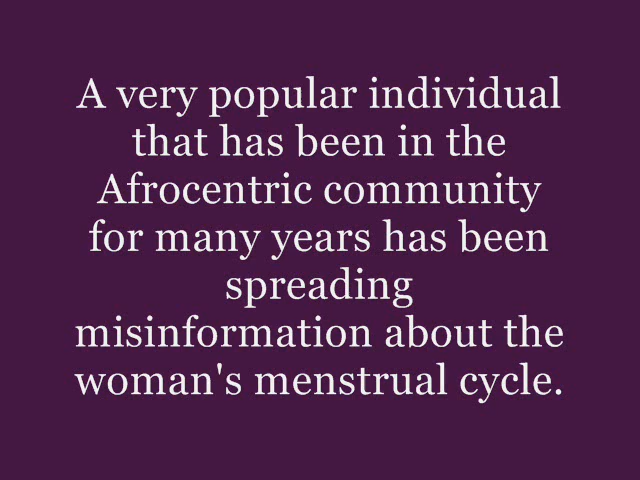 A very popular individual
that has been in the
Afrocentric community
for many years has been
spreading
misinformation about the
woman's menstrual cycle.